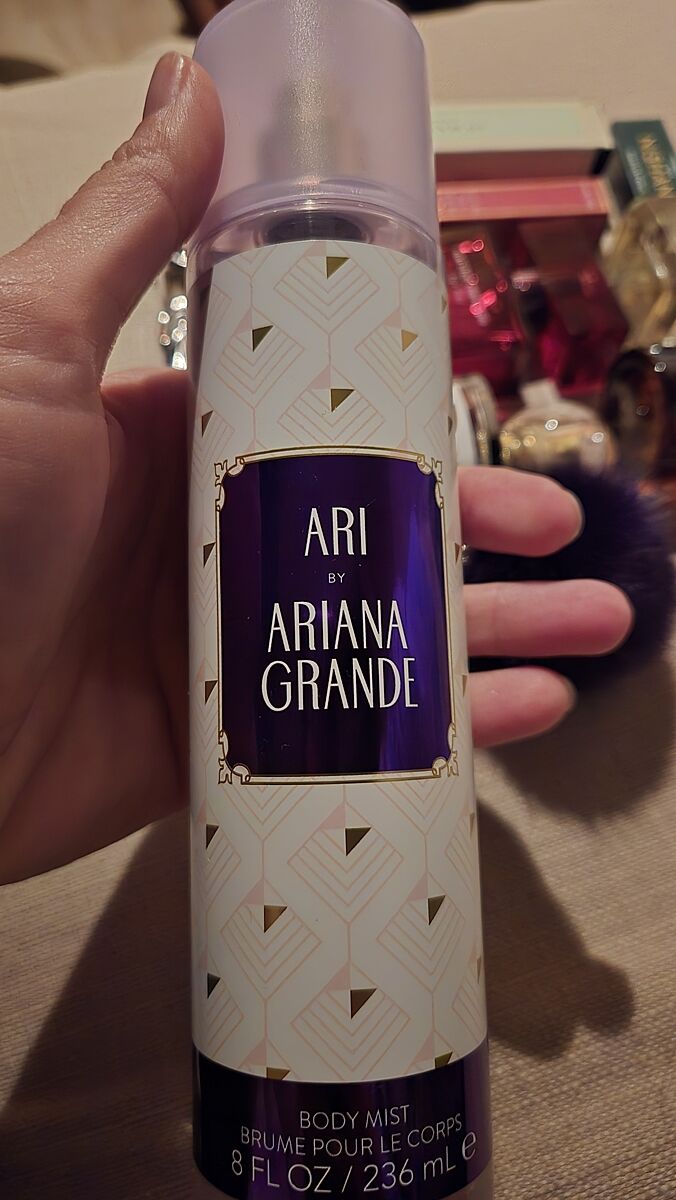 ARI
BY
ARIANA
GRANDE
BODY MIST
BRUME POUR LE CORPS
8 FL OZ / 236 mL e